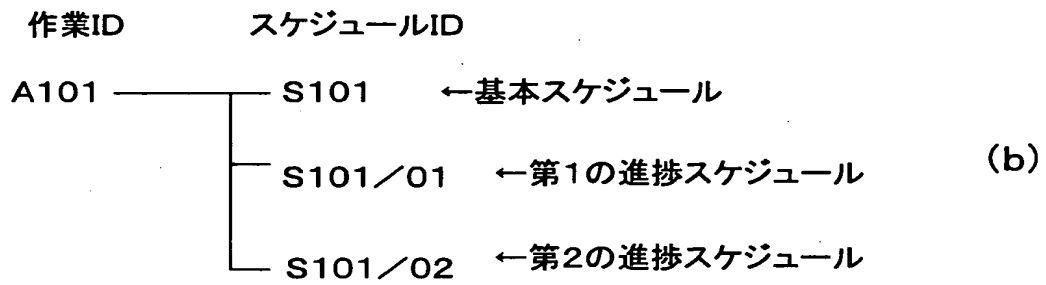 作業ID スケジュールID
A101 S101 ←基本スケジュール
S101／01 ←第1の進捗スケジュール (b)
S101／02 ←第2の進捗スケジュール